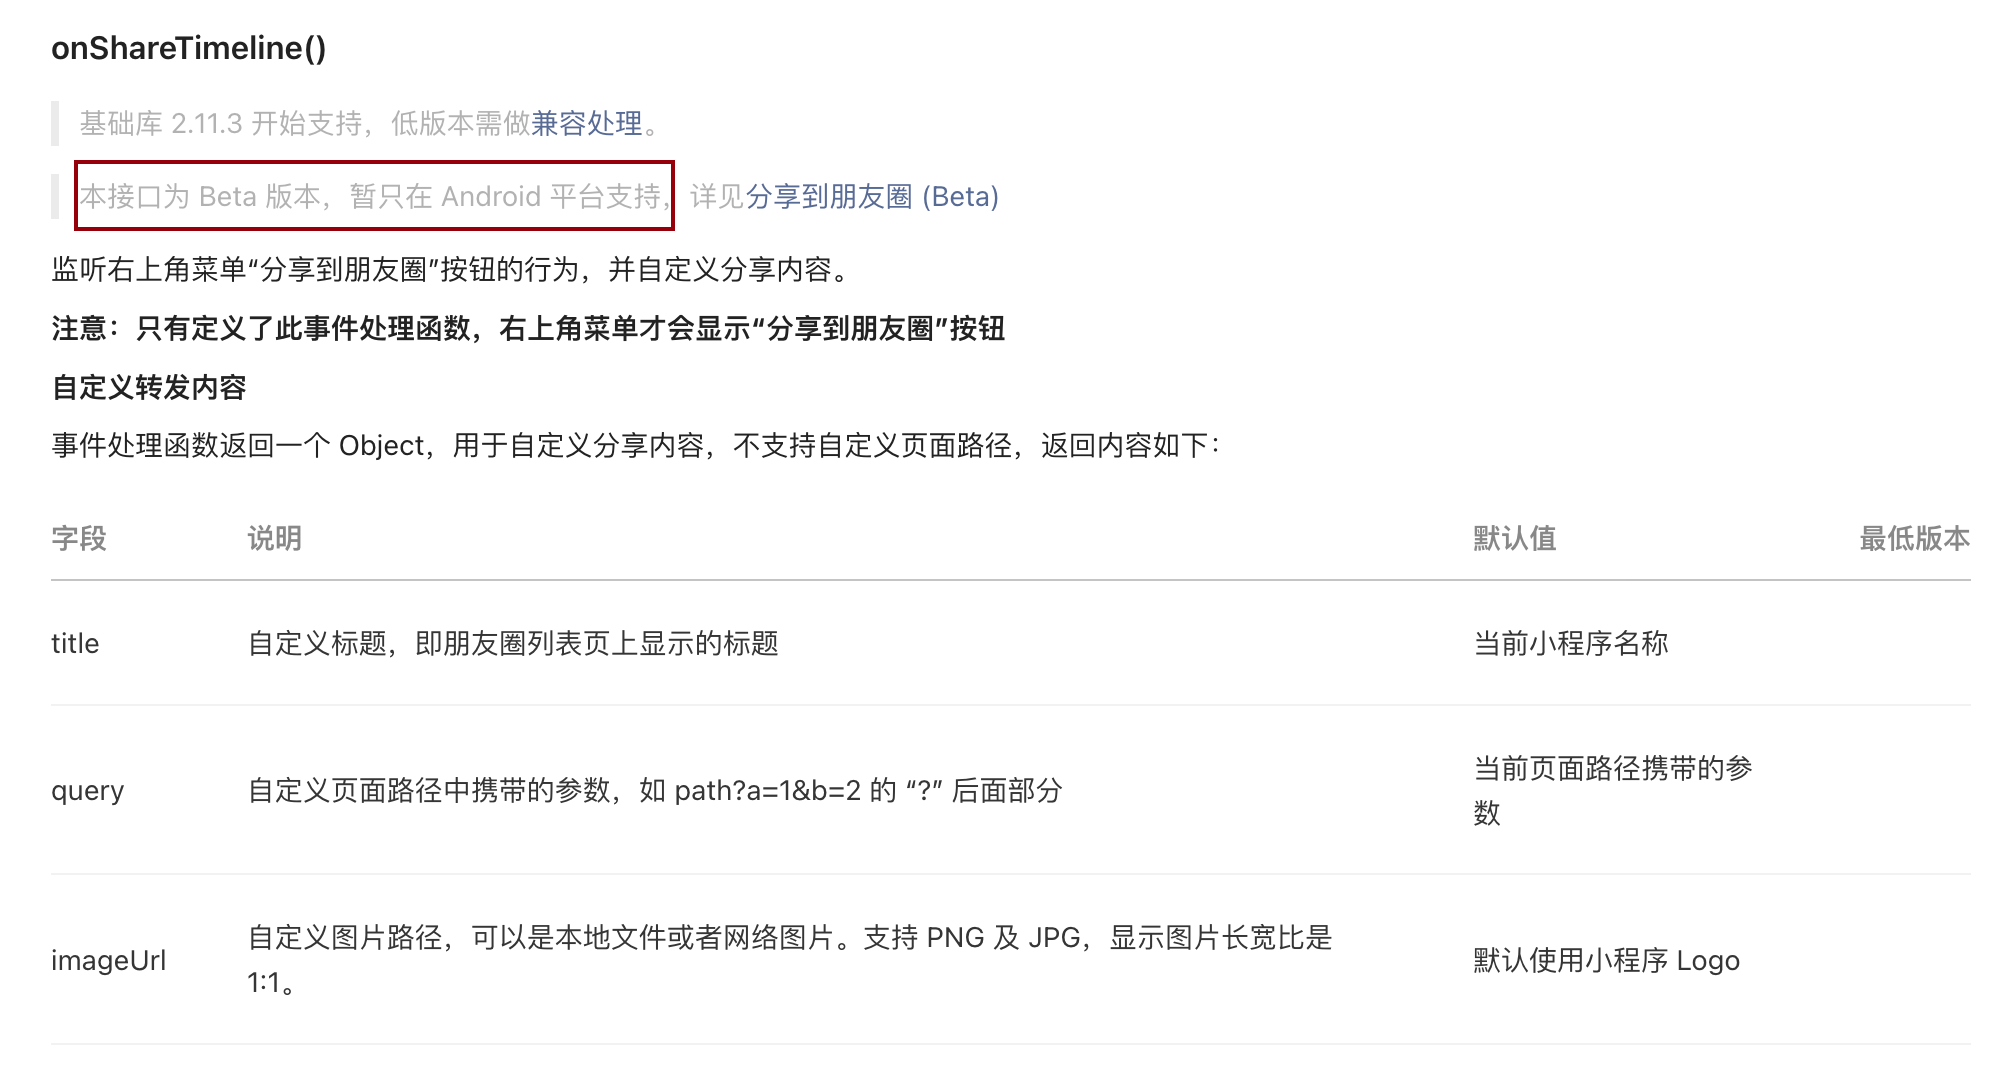 onShareTimeline()
基础库 2.11.3 开始支持，低版本需做兼容处理。
本接口为 Beta 版本，暂只在 Android 平台支持，详见分享到朋友圈 (Beta)
监听右上角菜单“分享到朋友圈”按钮的行为，并自定义分享内容。
注意：只有定义了此事件处理函数，右上角菜单才会显示“分享到朋友圈”按钮
自定义转发内容
事件处理函数返回一个 Object，用于自定义分享内容，不支持自定义页面路径，返回内容如下：
字段 说明 默认值 最低版本
title 自定义标题，即朋友圈列表页上显示的标题 当前小程序名称
query 自定义页面路径中携带的参数，如 path?a=1&b=2 的 “?” 后面部分 当前页面路径携带的参
数
imageUrl 自定义图片路径，可以是本地文件或者网络图片。支持 PNG 及 JPG，显示图片长宽比是
1:1。 默认使用小程序 Logo